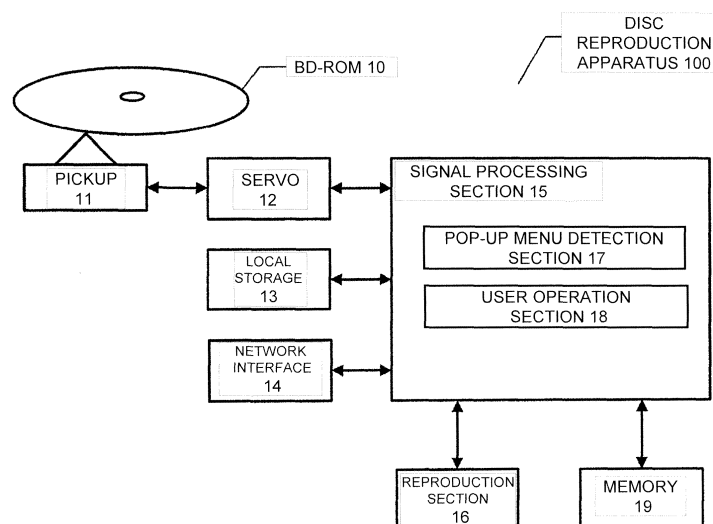 DISC
REPRODUCTION
APPARATUS 100
BD-ROM 10
PICKUP
11
SERVO
12
SIGNAL PROCESSING
SECTION 15
POP-UP MENU DETECTION
SECTION 17
LOCAL
STORAGE
13
USER OPERATION
SECTION 18
NETWORK
INTERFACE
14
REPRODUCTION
SECTION
16
MEMORY
19